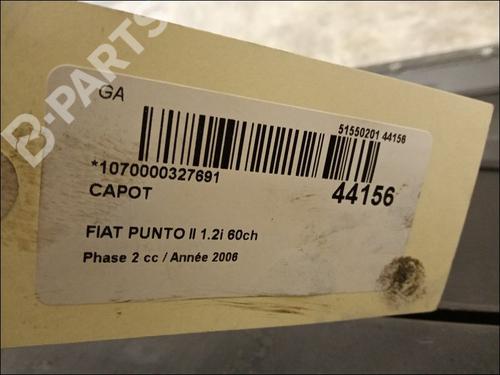 B-PARTS
GA
51550201 44156
*1070000327691
44156
CAPOT
FIAT PUNTO II 1.2i 60ch
Phase 2 cc / Année 2006